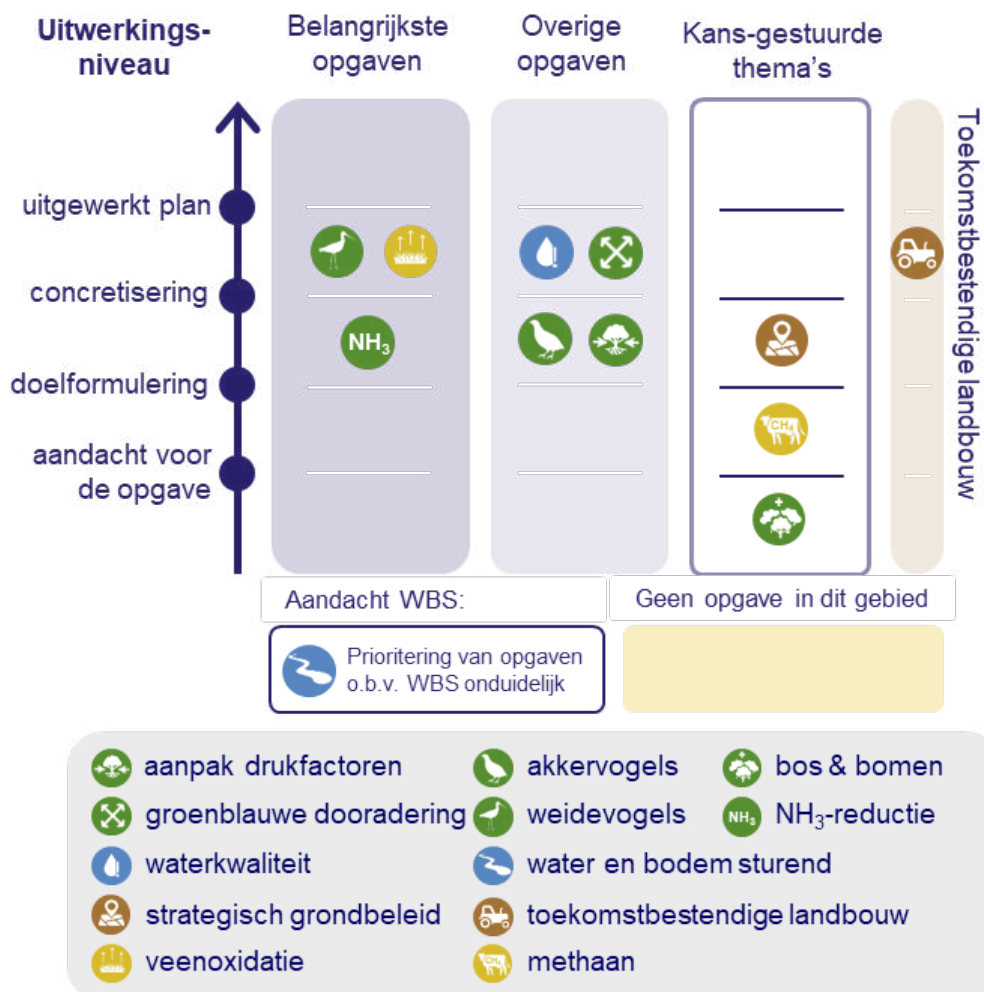 Uitwerkings-
niveau
Belangrijkste
opgaven
Overige
opgaven
Kans-gestuurde
thema's
Toekomstbestendige landbouw
uitgewerkt plan
concretisering
doelformulering
aandacht voor
de opgave
NH3
CH4
Aandacht WBS:
Geen opgave in dit gebied
Prioritering van opgaven
o.b.v. WBS onduidelijk
aanpak drukfactoren
akkervogels
bos & bomen
groenblauwe dooradering
weidevogels
NH3
NH3-reductie
waterkwaliteit
water en bodem sturend
strategisch grondbeleid
toekomstbestendige landbouw
veenoxidatie
CH4
methaan